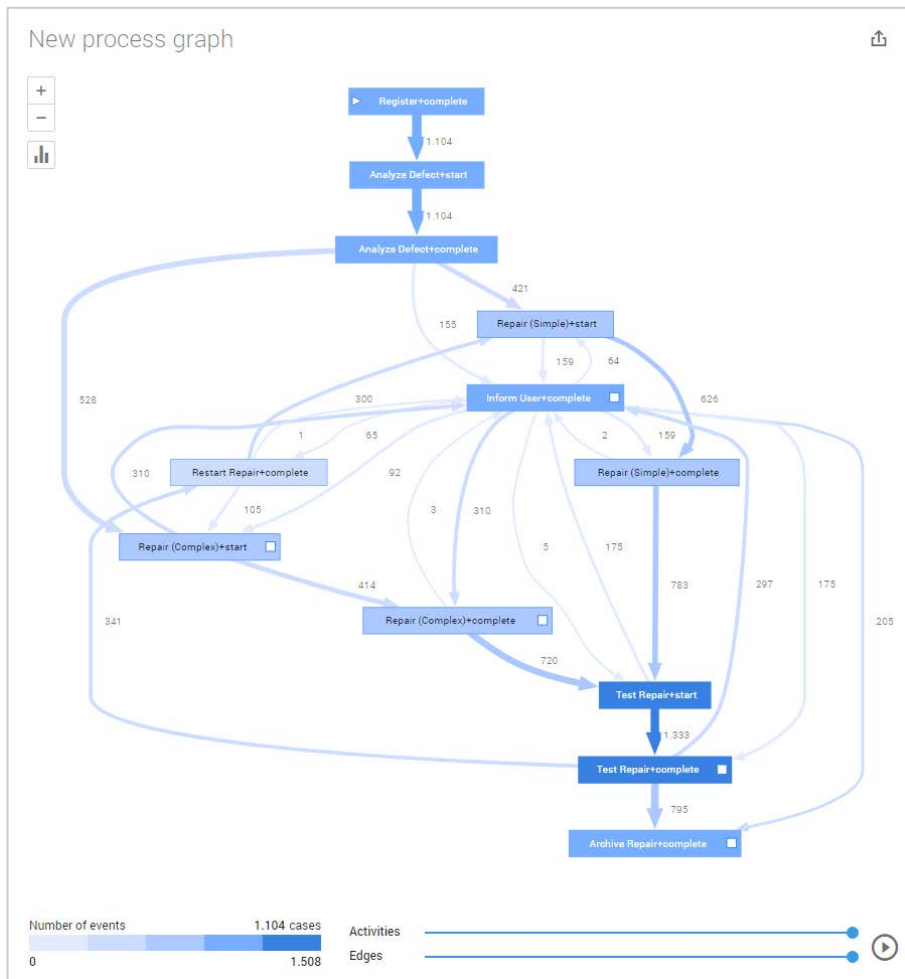 New process graph
+
−
Register+complete
1.104
Analyze Defect+start
1.104
Analyze Defect+complete
421
Repair (Simple)+start
155
159
64
Inform User+complete
528
300
626
1
65
2
159
Restart Repair+complete
Repair (Simple)+complete
310
92
105
3
310
Repair (Complex)+start
5
175
414
783
297
175
341
Repair (Complex)+complete
205
720
Test Repair+start
1.333
Test Repair+complete
795
Archive Repair+complete
Number of events 1.104 cases
0 1.508
Activities
Edges